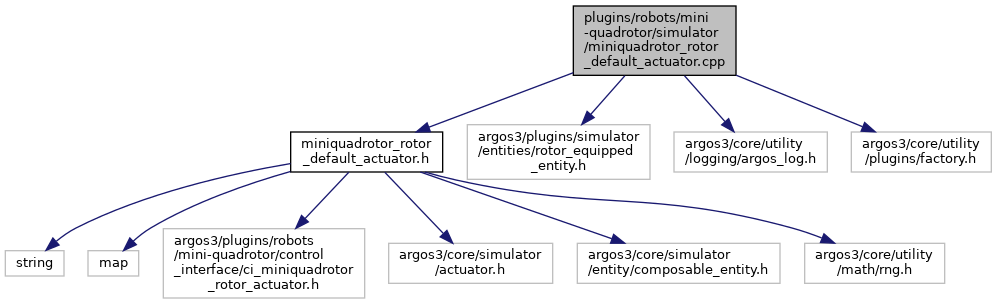 plugins/robots/mini
-quadrotor/simulator
/miniquadrotor_rotor
_default_actuator.cpp
miniquadrotor_rotor
_default_actuator.h
argos3/plugins/simulator
/entities/rotor_equipped
_entity.h
argos3/core/utility
/logging/argos_log.h
argos3/core/utility
/plugins/factory.h
string
map
argos3/plugins/robots
/mini-quadrotor/control
_interface/ci_miniquadrotor
_rotor_actuator.h
argos3/core/simulator
/actuator.h
argos3/core/simulator
/entity/composable_entity.h
argos3/core/utility
/math/rng.h